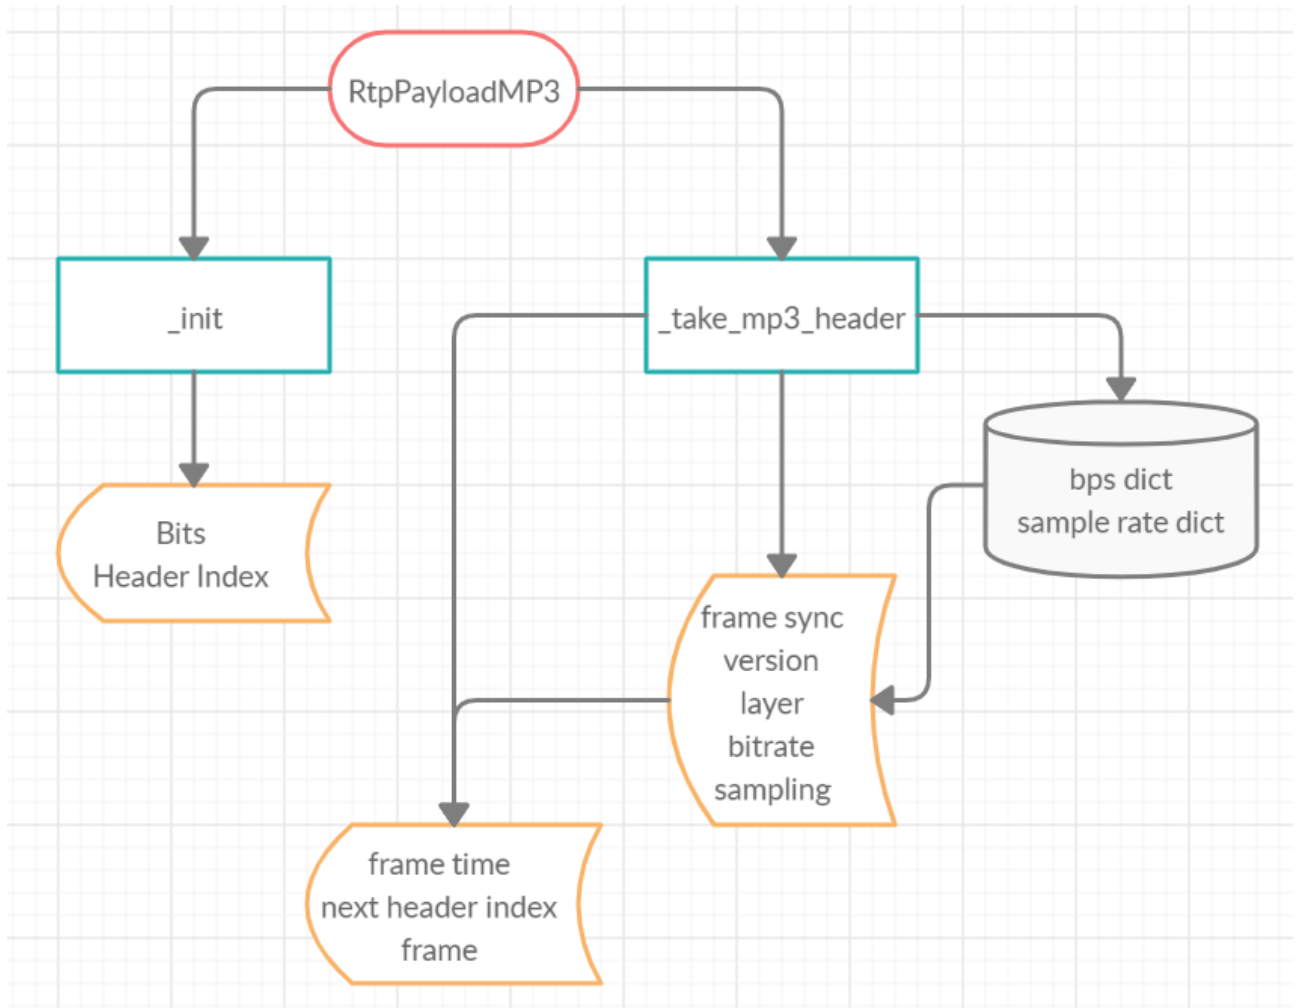 RtpPayloadMP3
_init
_take_mp3_header
bps dict
sample rate dict
Bits
Header Index
frame sync
version
layer
bitrate
sampling
frame time
next header index
frame